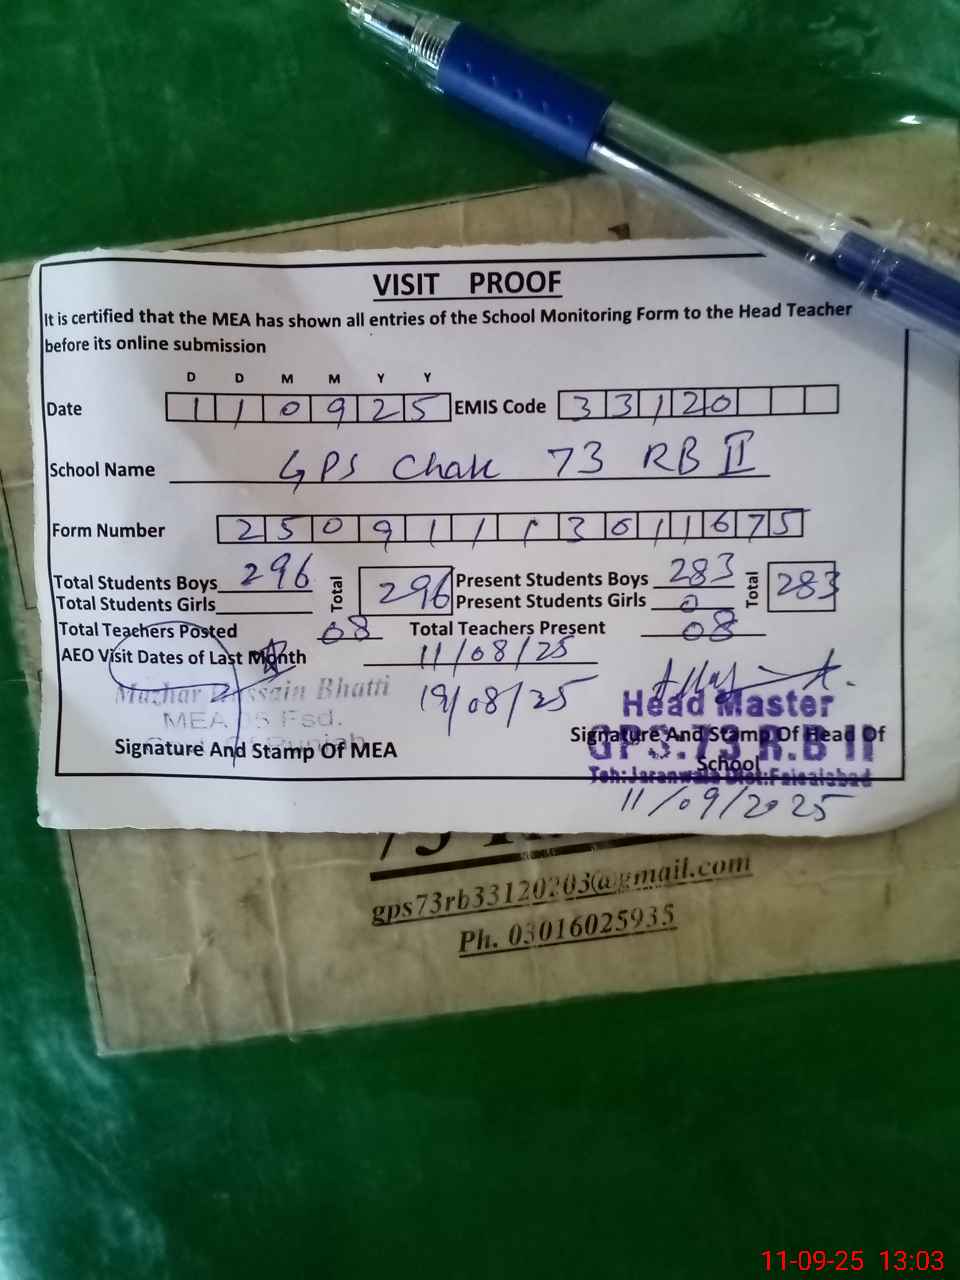 VISIT PROOF
It is certified that the MEA has shown all entries of the School Monitoring Form to the Head Teacher
before its online submission
D D M M Y Y
Date 1 1 0 9 2 5 EMIS Code 3 3 1 2 0
School Name GPS Chak 73 RB II
Form Number 2 5 0 9 1 1 1 3 0 1 1 6 7 5
Total Students Boys 296 Total 296 Present Students Boys 283 Total 283
Total Students Girls Present Students Girls 0
Total Teachers Posted 08 Total Teachers Present 08
AEO Visit Dates of Last Month 11/08/25
19/08/25
Mazhar Hussain Bhatti
MEA Fsd.
Signature And Stamp Of MEA
Head Master
GPS.73 R.B II
Teh: Jaranwala Dist: Faisalabad
Signature And Stamp Of Head Of
School
11/09/2025
gps73rb33120203@gmail.com
Ph. 03016025935
11-09-25 13:03